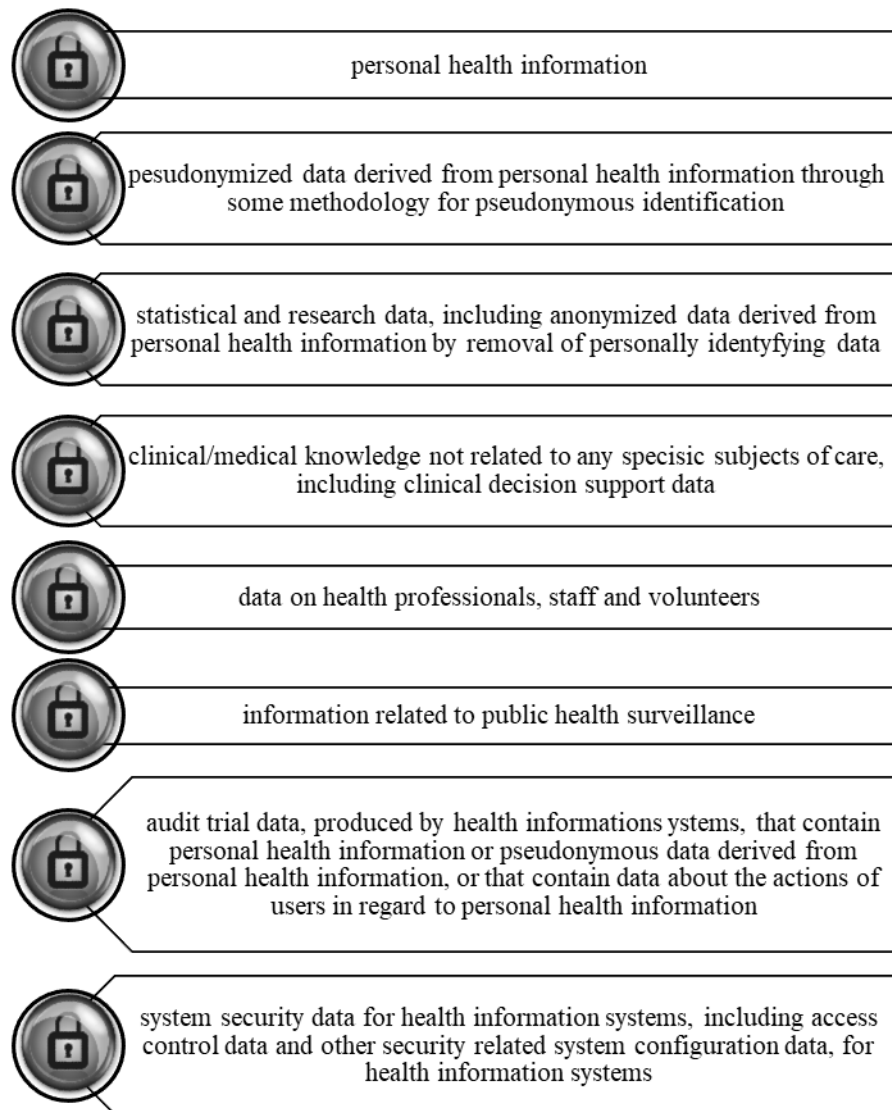 personal health information
pesudonymized data derived from personal health information through
some methodology for pseudonymous identification
statistical and research data, including anonymized data derived from
personal health information by removal of personally identyfying data
clinical/medical knowledge not related to any specisic subjects of care,
including clinical decision support data
data on health professionals, staff and volunteers
information related to public health surveillance
audit trial data, produced by health informations ystems, that contain
personal health information or pseudonymous data derived from
personal health information, or that contain data about the actions of
users in regard to personal health information
system security data for health information systems, including access
control data and other security related system configuration data, for
health information systems